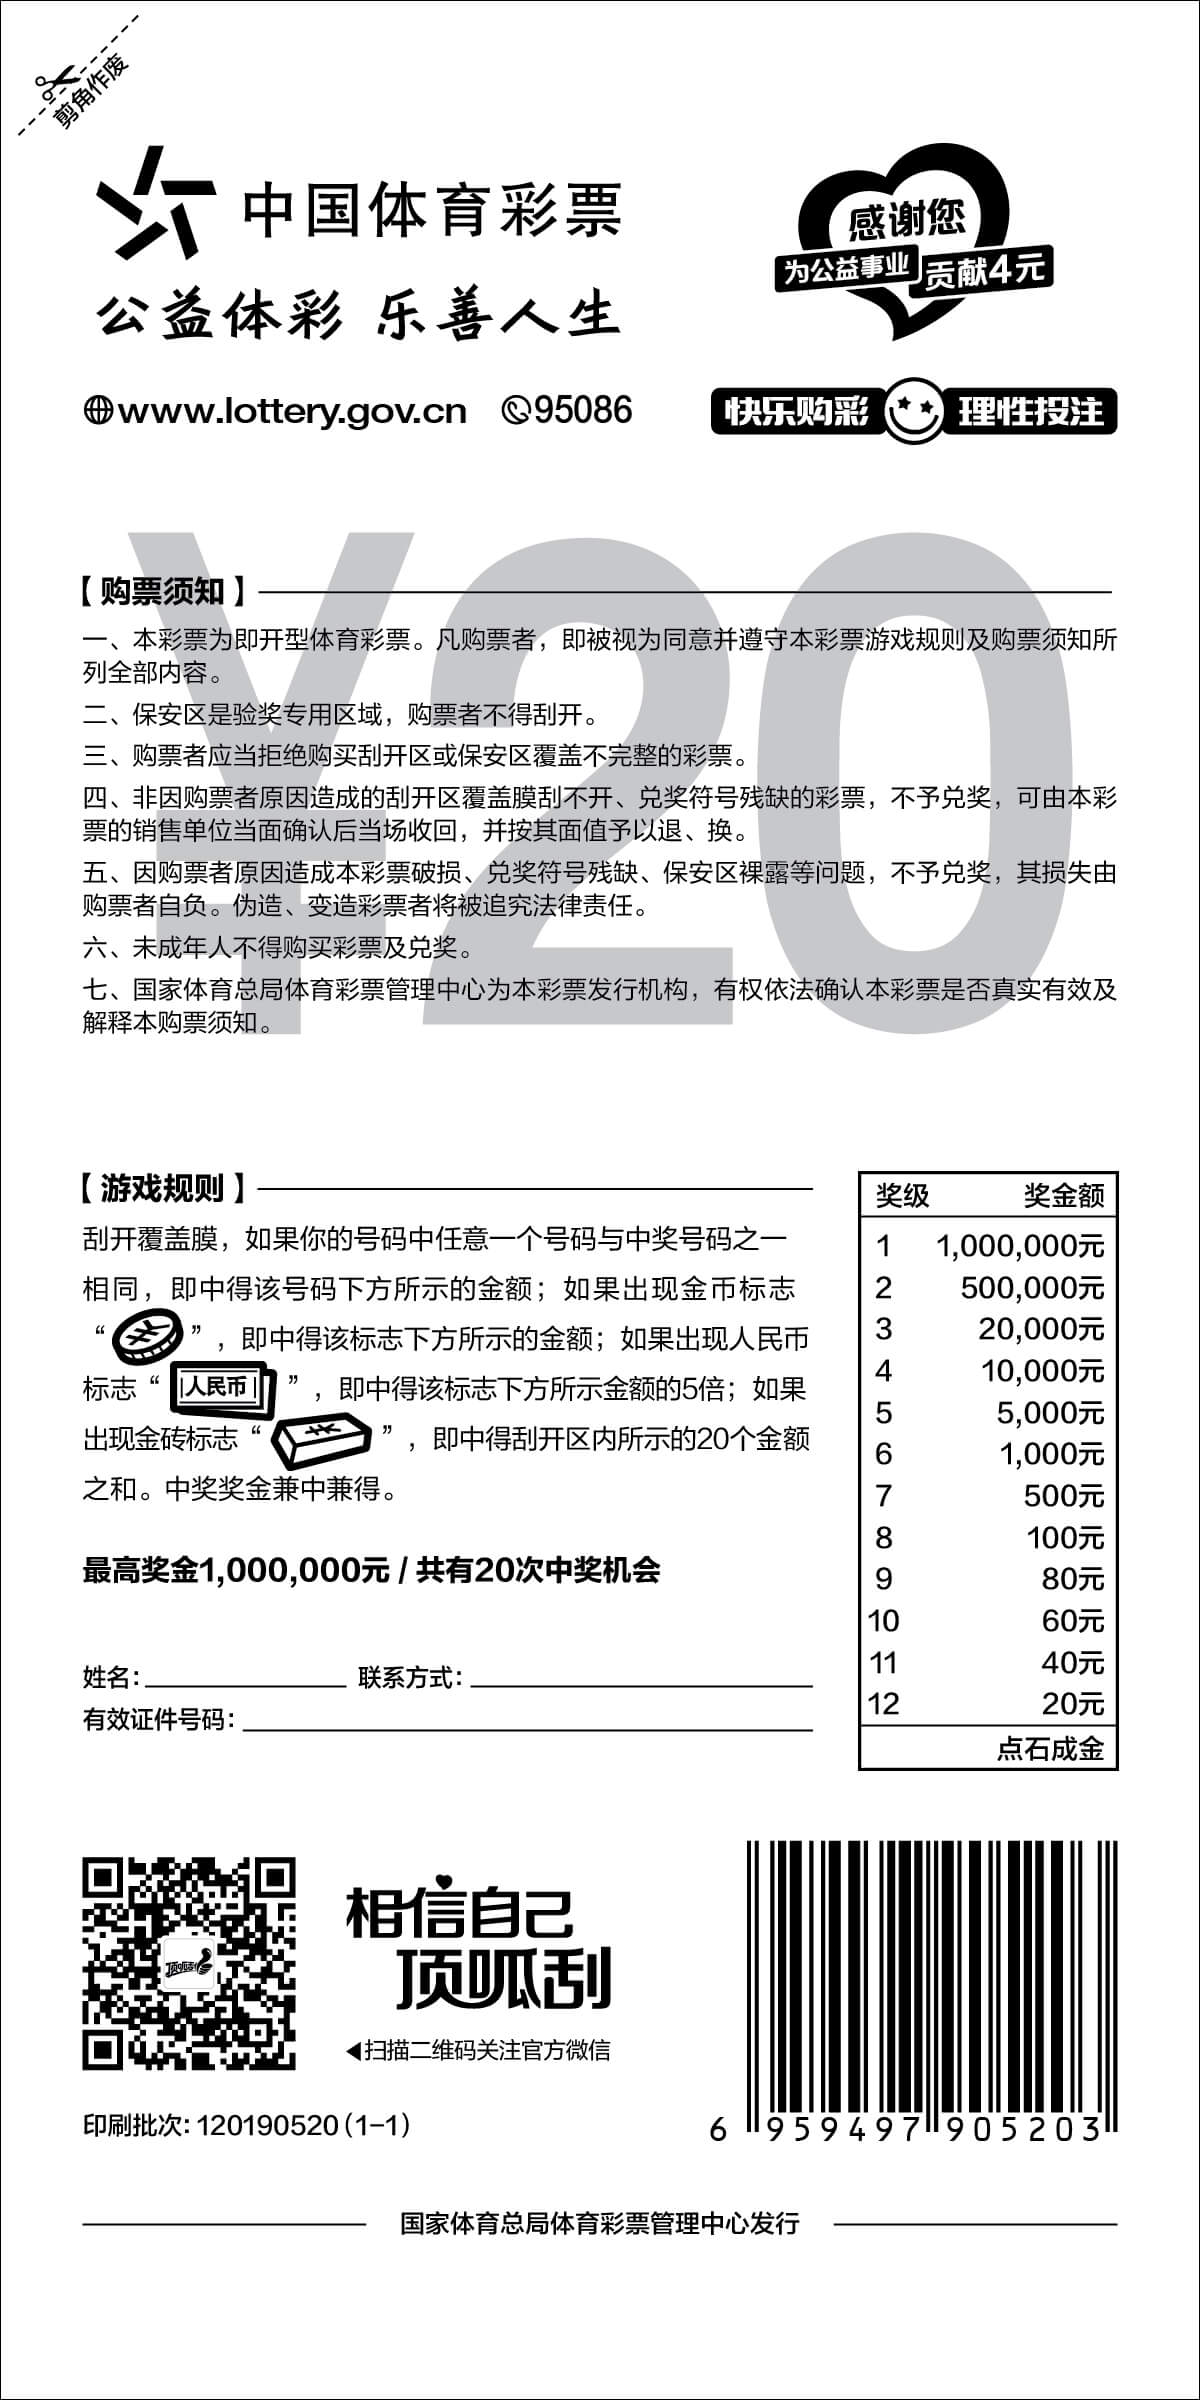 剪角作废
中国体育彩票
公益体彩 乐善人生
感谢您
为公益事业
贡献4元
www.lottery.gov.cn 95086
快乐购彩 理性投注
¥20
【购票须知】
一、本彩票为即开型体育彩票。凡购票者，即被视为同意并遵守本彩票游戏规则及购票须知所
列全部内容。
二、保安区是验奖专用区域，购票者不得刮开。
三、购票者应当拒绝购买刮开区或保安区覆盖不完整的彩票。
四、非因购票者原因造成的刮开区覆盖膜刮不开、兑奖符号残缺的彩票，不予兑奖，可由本彩
票的销售单位当面确认后当场收回，并按其面值予以退、换。
五、因购票者原因造成本彩票破损、兑奖符号残缺、保安区裸露等问题，不予兑奖，其损失由
购票者自负。伪造、变造彩票者将被追究法律责任。
六、未成年人不得购买彩票及兑奖。
七、国家体育总局体育彩票管理中心为本彩票发行机构，有权依法确认本彩票是否真实有效及
解释本购票须知。
【游戏规则】
刮开覆盖膜，如果你的号码中任意一个号码与中奖号码之一
相同，即中得该号码下方所示的金额；如果出现金币标志
“ ”，即中得该标志下方所示的金额；如果出现人民币
标志“人民币”，即中得该标志下方所示金额的5倍；如果
出现金砖标志“ ”，即中得刮开区内所示的20个金额
之和。中奖奖金兼中兼得。
最高奖金1,000,000元 / 共有20次中奖机会
姓名： 联系方式：
有效证件号码：
奖级 奖金额
1 1,000,000元
2 500,000元
3 20,000元
4 10,000元
5 5,000元
6 1,000元
7 500元
8 100元
9 80元
10 60元
11 40元
12 20元
点石成金
顶呱刮
相信自己
顶呱刮
扫描二维码关注官方微信
印刷批次：120190520（1-1）
6 959497 905203
国家体育总局体育彩票管理中心发行